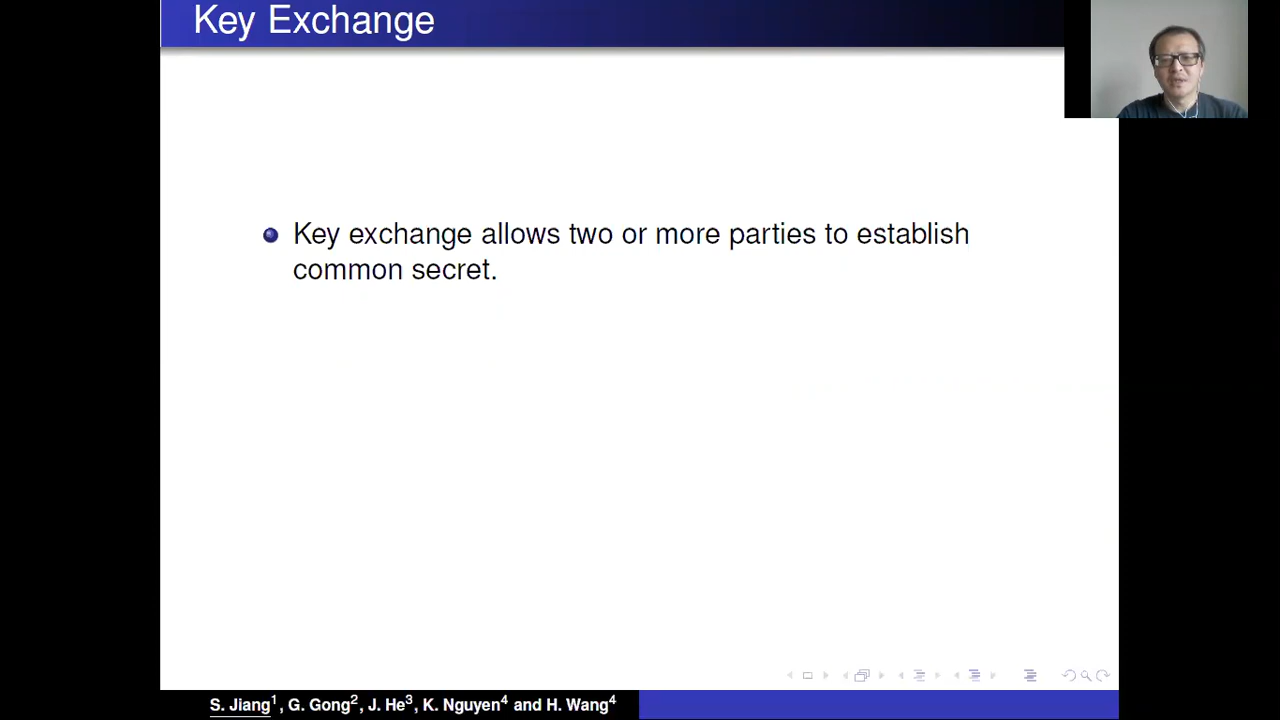 Key Exchange
Key exchange allows two or more parties to establish
common secret.
S. Jiang¹, G. Gong², J. He³, K. Nguyen⁴ and H. Wang⁴